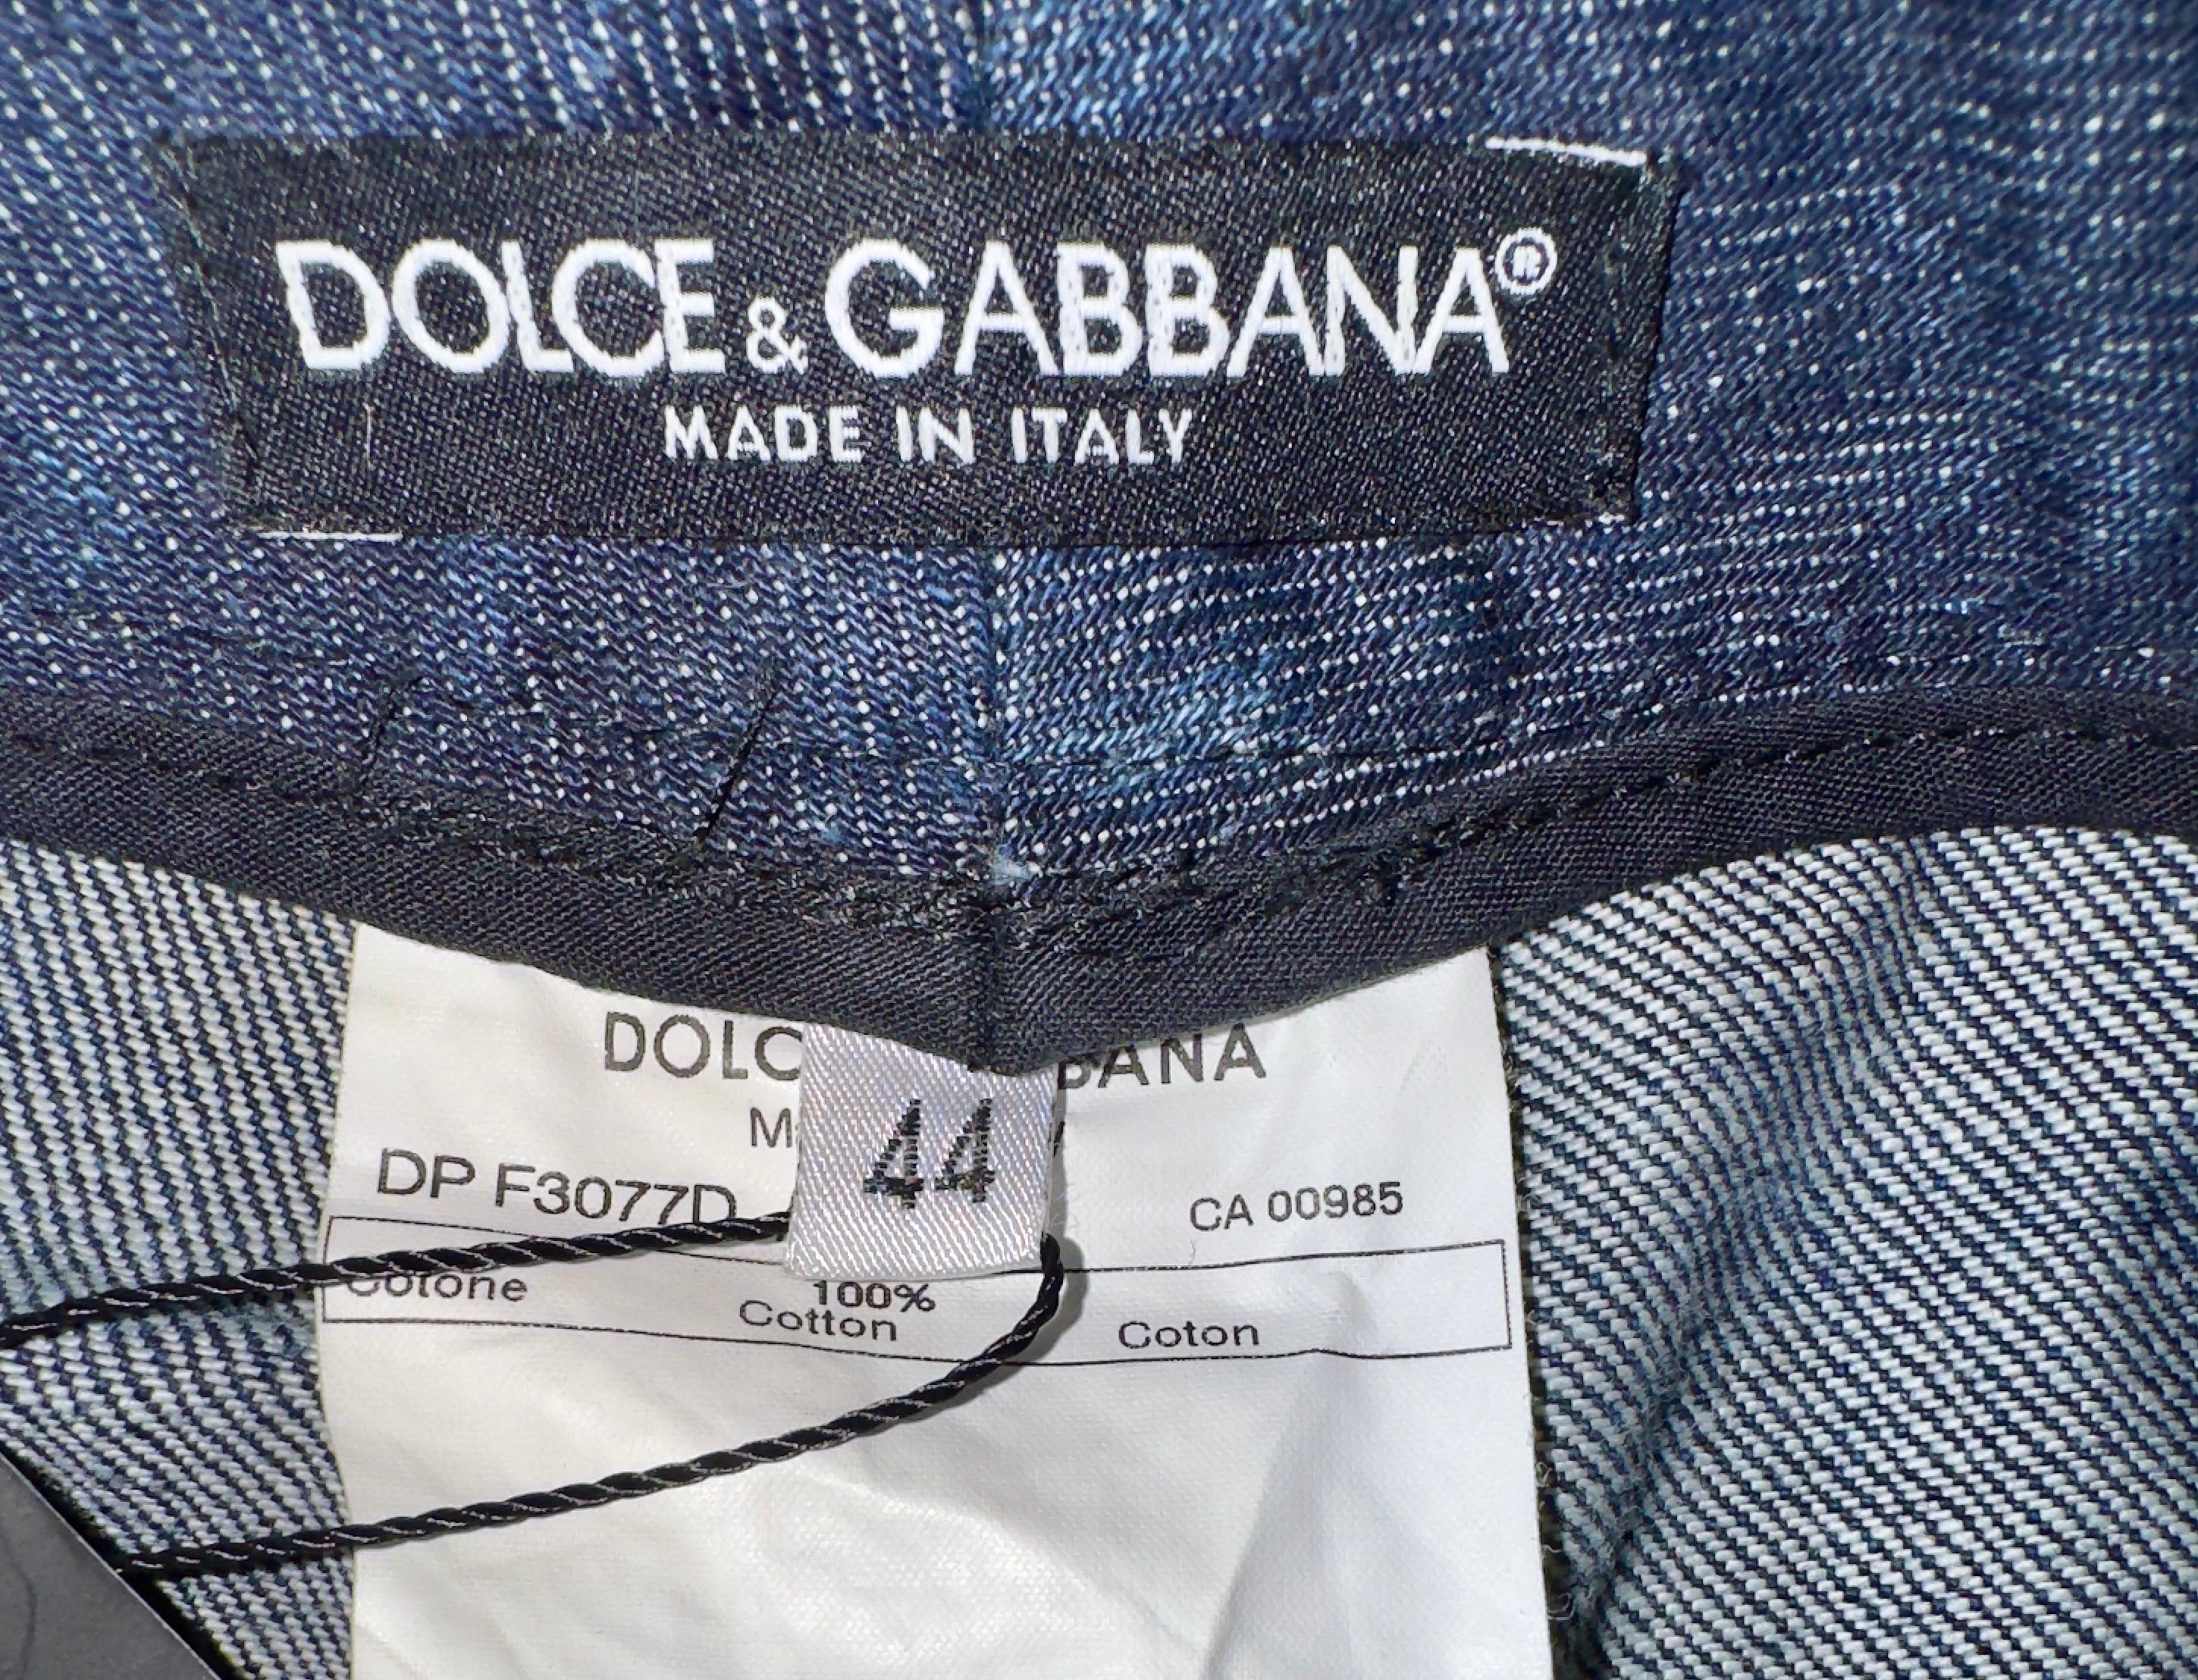 DOLCE & GABBANA®
MADE IN ITALY
DOLC BANA
M
44
DP F3077D
CA 00985
Cotone
100%
Cotton
Coton